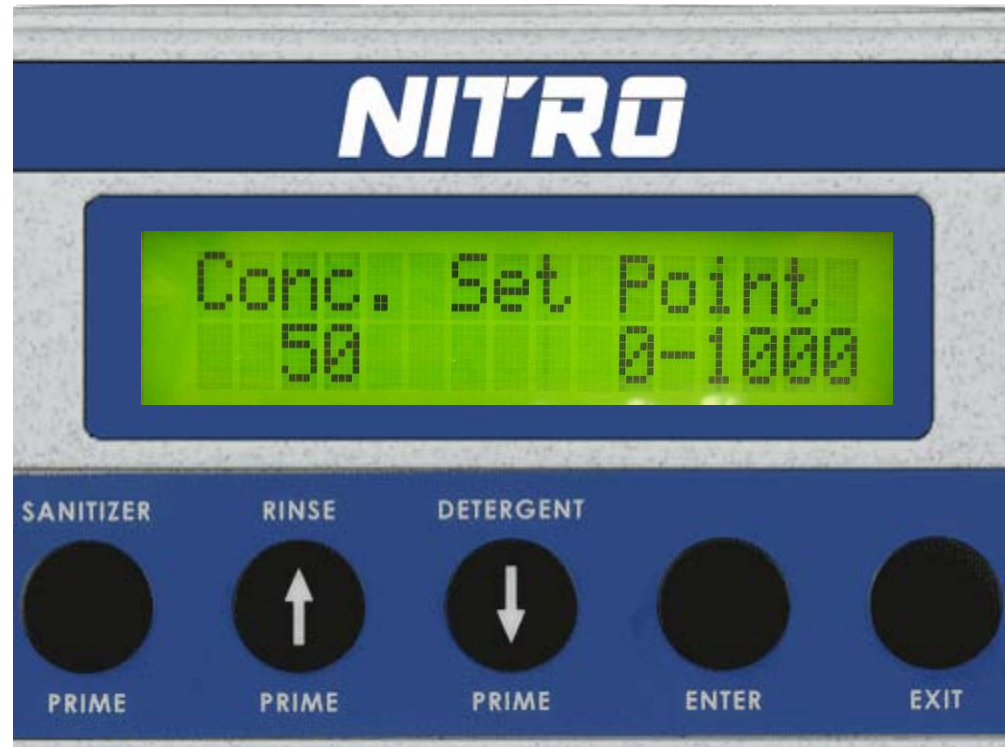 NITRO
Conc. Set Point
50 0-1000
SANITIZER RINSE DETERGENT
PRIME PRIME PRIME ENTER EXIT